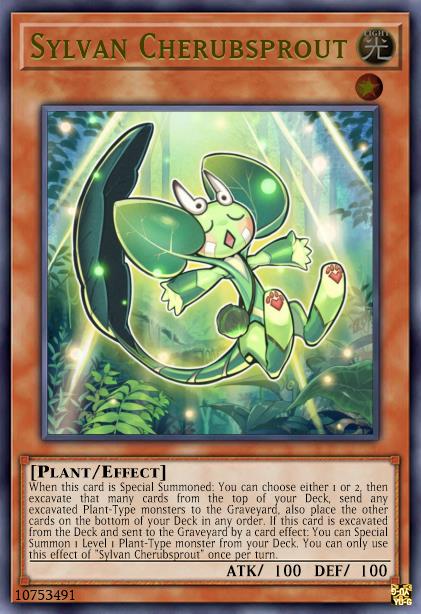 SYLVAN CHERUBSPROUT
LIGHT
光
[PLANT/EFFECT]
When this card is Special Summoned: You can choose either 1 or 2, then
excavate that many cards from the top of your Deck, send any
excavated Plant-Type monsters to the Graveyard, also place the other
cards on the bottom of your Deck in any order. If this card is excavated
from the Deck and sent to the Graveyard by a card effect: You can Special
Summon 1 Level 1 Plant-Type monster from your Deck. You can only use
this effect of "Sylvan Cherubsprout" once per turn.
ATK/ 100 DEF/ 100
10753491